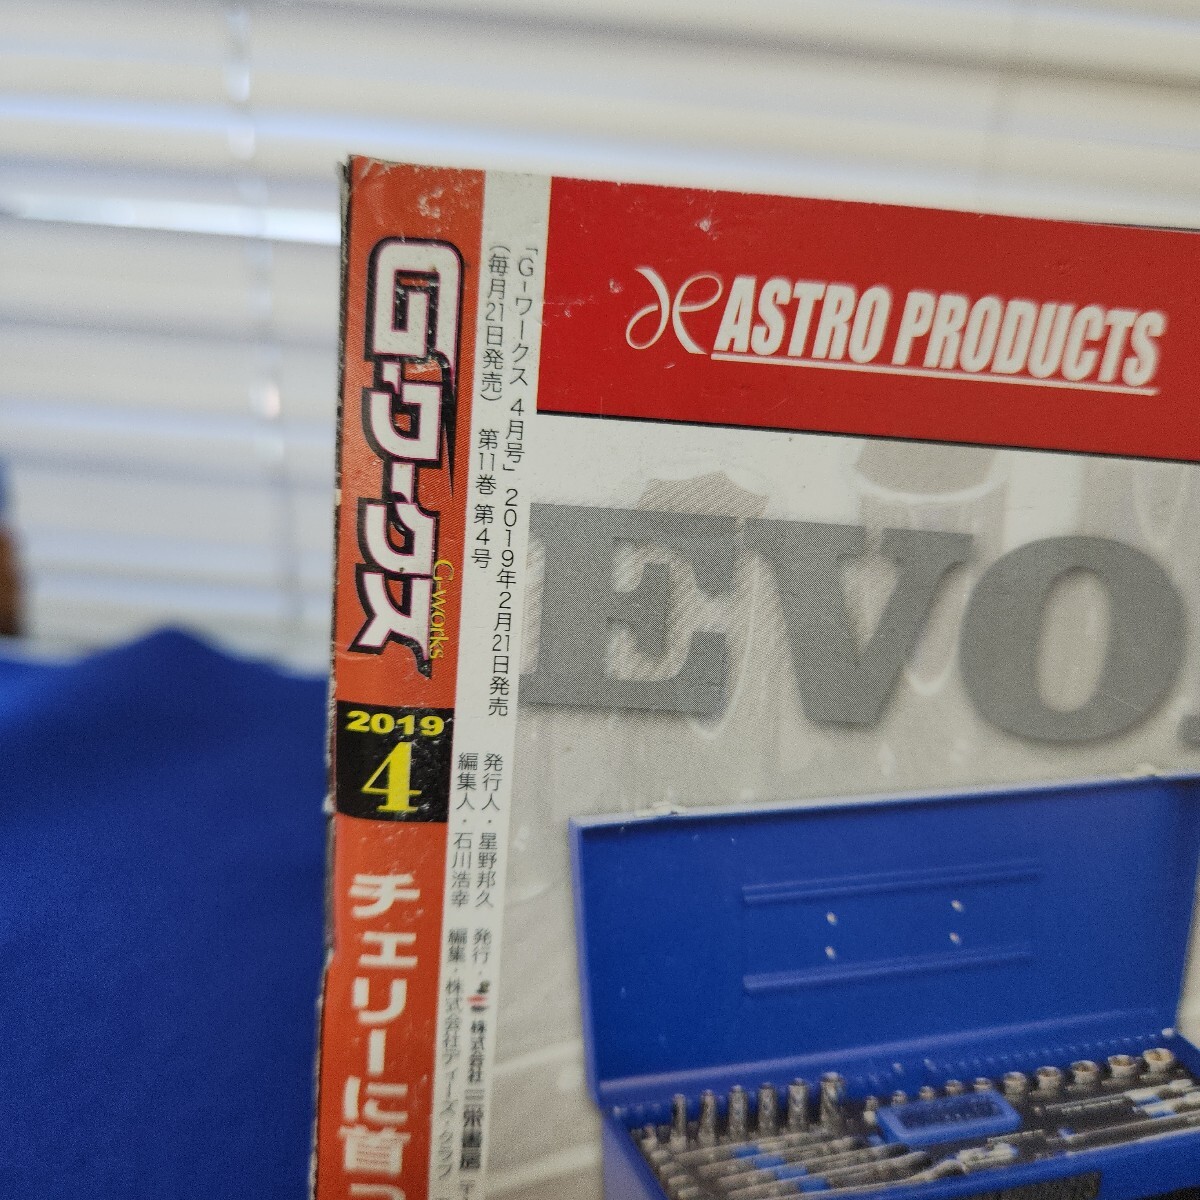 G-ワークス
G-works
2019
4
チェリーに首っ
「G-ワークス 4月号」 2019年2月21日発売
(毎月21日発売) 第11巻 第4号
発行人・星野邦久
編集人・石川浩幸
発行・株式会社 三栄書房 〒
編集・株式会社ディーズ・クラブ
ASTRO PRODUCTS
Evo.